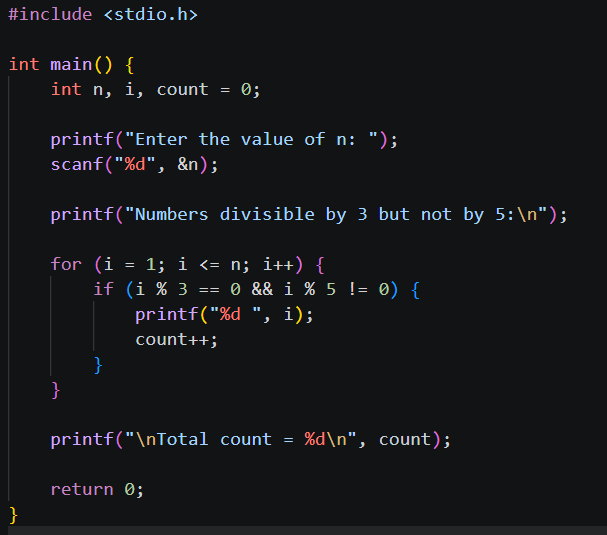 #include <stdio.h>
int main() {
int n, i, count = 0;
printf("Enter the value of n: ");
scanf("%d", &n);
printf("Numbers divisible by 3 but not by 5:\n");
for (i = 1; i <= n; i++) {
if (i % 3 == 0 && i % 5 != 0) {
printf("%d ", i);
count++;
}
}
printf("\nTotal count = %d\n", count);
return 0;
}